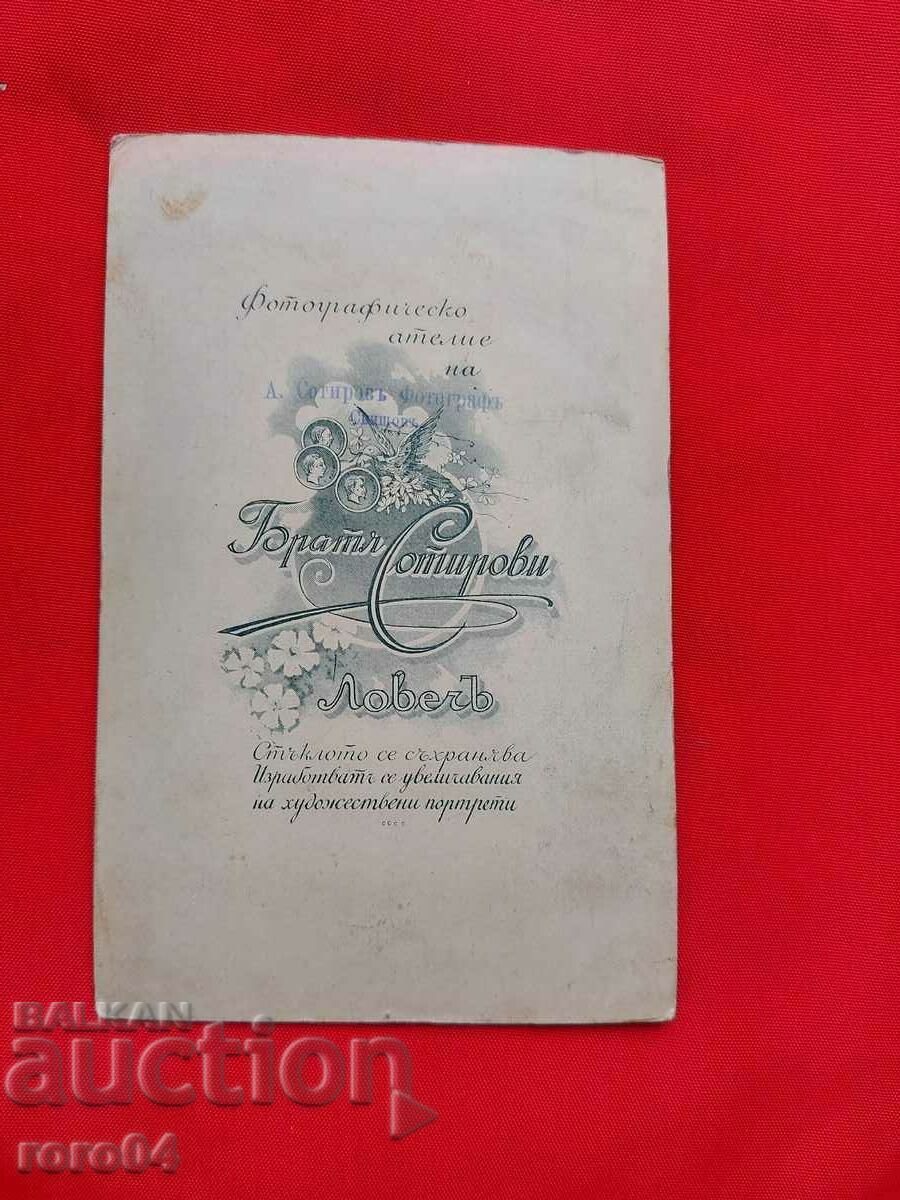 Фотографическо
ателие
на
А. Сотировъ Фотографъ
Свищовъ
Братя Сотирови
Ловечъ
Стъклото се съхранява
Изработватъ се увеличавания
на художествени портрети
BALKAN
auction
roro04